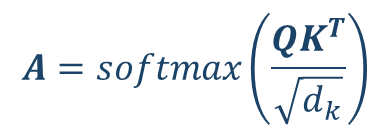 A = softmax(QK^T / √d_k)